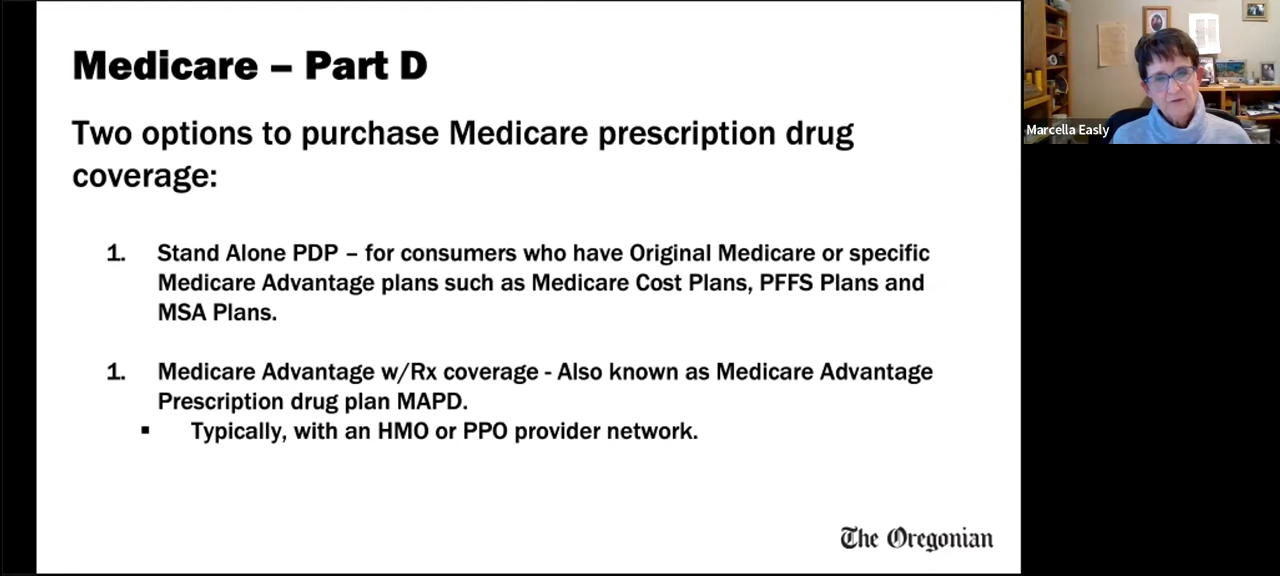 Medicare – Part D
Two options to purchase Medicare prescription drug
coverage:
1. Stand Alone PDP – for consumers who have Original Medicare or specific
Medicare Advantage plans such as Medicare Cost Plans, PFFS Plans and
MSA Plans.
1. Medicare Advantage w/Rx coverage - Also known as Medicare Advantage
Prescription drug plan MAPD.
▪ Typically, with an HMO or PPO provider network.
The Oregonian
Marcella Easly